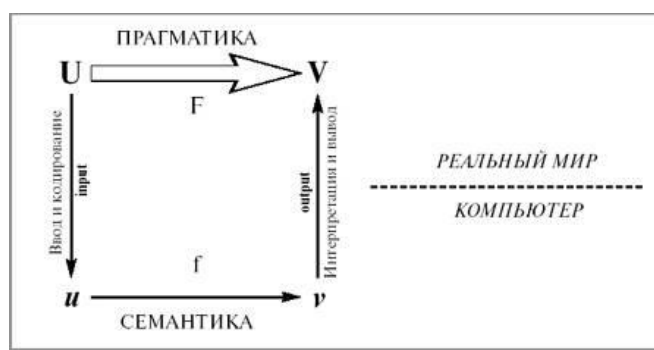 ПРАГМАТИКА
U
V
F
Ввод и кодирование
input
output
Интерпретация и вывод
РЕАЛЬНЫЙ МИР
КОМПЬЮТЕР
f
u
v
СЕМАНТИКА